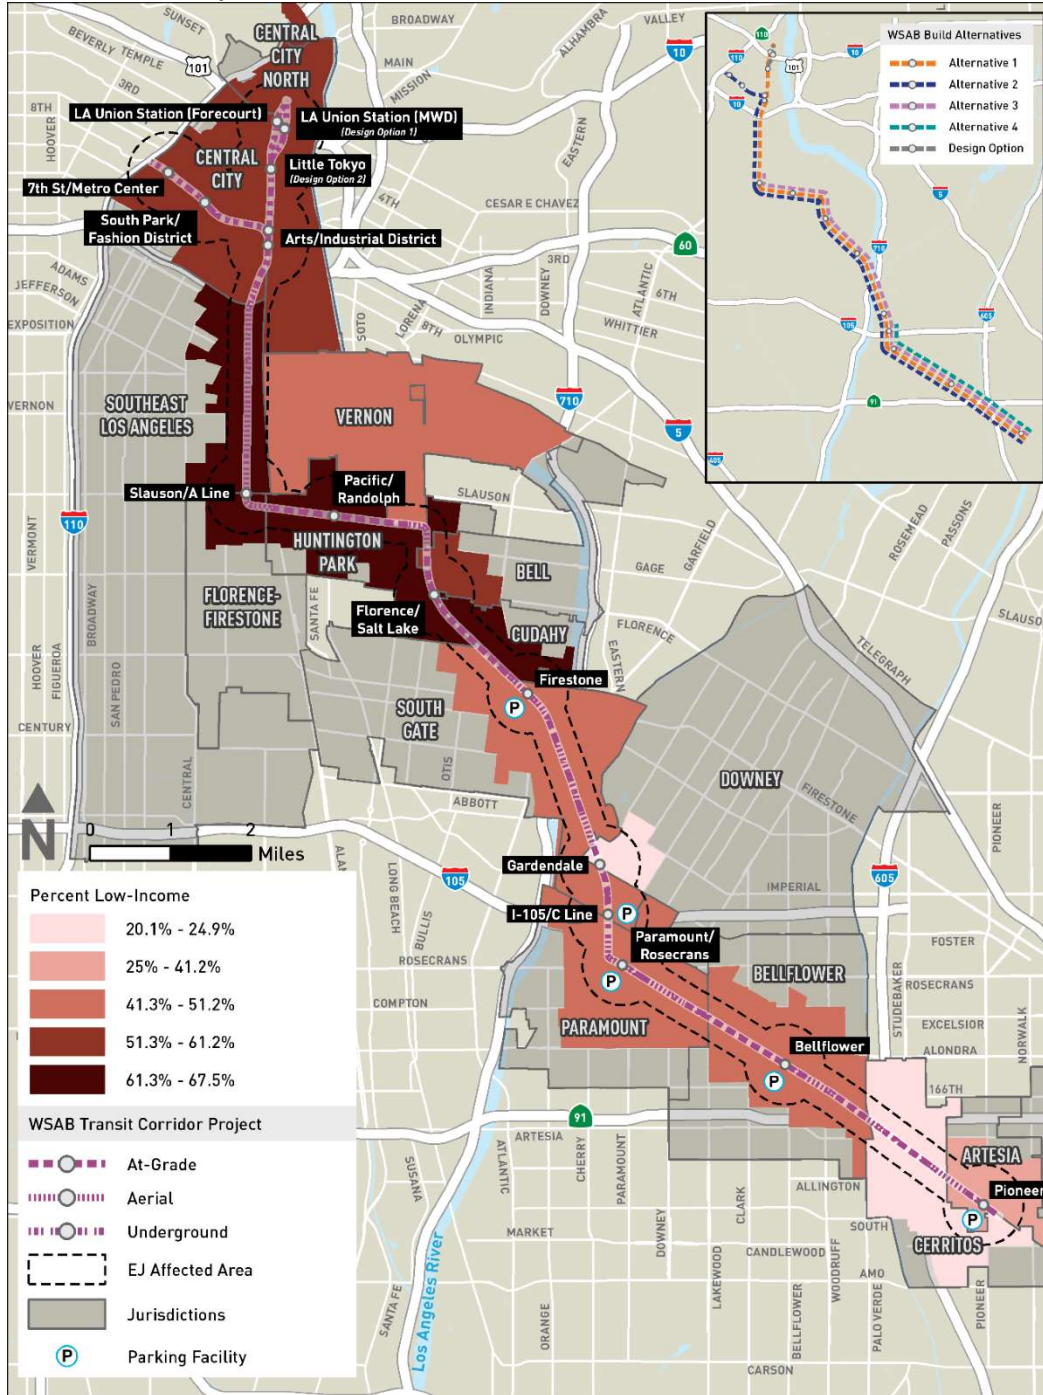 SUNSET
BROADWAY
VALLEY
ALHAMBRA
10
CENTRAL
CITY
NORTH
BEVERLY
TEMPLE
101
MAIN
MISSION
3RD
8TH
HOOVER
LA Union Station (Forecourt)
LA Union Station (MWD)
(Design Option 1)
EASTERN
CENTRAL
CITY
Little Tokyo
(Design Option 2)
7th St/Metro Center
4TH
CESAR E CHAVEZ
South Park/
Fashion District
Arts/Industrial District
60
3RD
ADAMS
JEFFERSON
EXPOSITION
SOTO
LORENA
8TH
INDIANA
DOWNEY
ATLANTIC
6TH
WHITTIER
OLYMPIC
VERNON
SOUTHEAST
LOS ANGELES
VERNON
710
5
Slauson/A Line
Pacific/
Randolph
SLAUSON
110
VERMONT
HUNTINGTON
PARK
BELL
GAGE
GARFIELD
ROSEMEAD
PASSONS
BROADWAY
FLORENCE-
FIRESTONE
SANTA FE
Florence/
Salt Lake
CUDAHY
FLORENCE
SLAUSON
EASTERN
TELEGRAPH
HOOVER
FIGUEROA
SAN PEDRO
Firestone
P
SOUTH
GATE
CENTURY
CENTRAL
OTIS
ABBOTT
DOWNEY
FIRESTONE
N
0
1
2
Miles
Gardendale
105
LONG BEACH
BULLIS
IMPERIAL
605
PIONEER
I-105/C Line
P
Paramount/
Rosecrans
ROSECRANS
P
BELLFLOWER
STUDEBAKER
FOSTER
ROSECRANS
COMPTON
PARAMOUNT
EXCELSIOR
NORWALK
ALONDRA
Bellflower
P
166TH
91
ARTESIA
ARTESIA
ATLANTIC
CHERRY
PARAMOUNT
SUSANA
ALLINGTON
Pioneer
P
CLARK
SOUTH
MARKET
DOWNEY
CANDLEWOOD
WOODRUFF
CERRITOS
AMO
LAKEWOOD
PALO VERDE
PIONEER
SANTA FE
Los Angeles River
ORANGE
BELLFLOWER
CARSON
Percent Low-Income
20.1% - 24.9%
25% - 41.2%
41.3% - 51.2%
51.3% - 61.2%
61.3% - 67.5%
WSAB Transit Corridor Project
At-Grade
Aerial
Underground
EJ Affected Area
Jurisdictions
P Parking Facility
WSAB Build Alternatives
Alternative 1
Alternative 2
Alternative 3
Alternative 4
Design Option
110
101
10
110
10
5
710
105
605
91
605